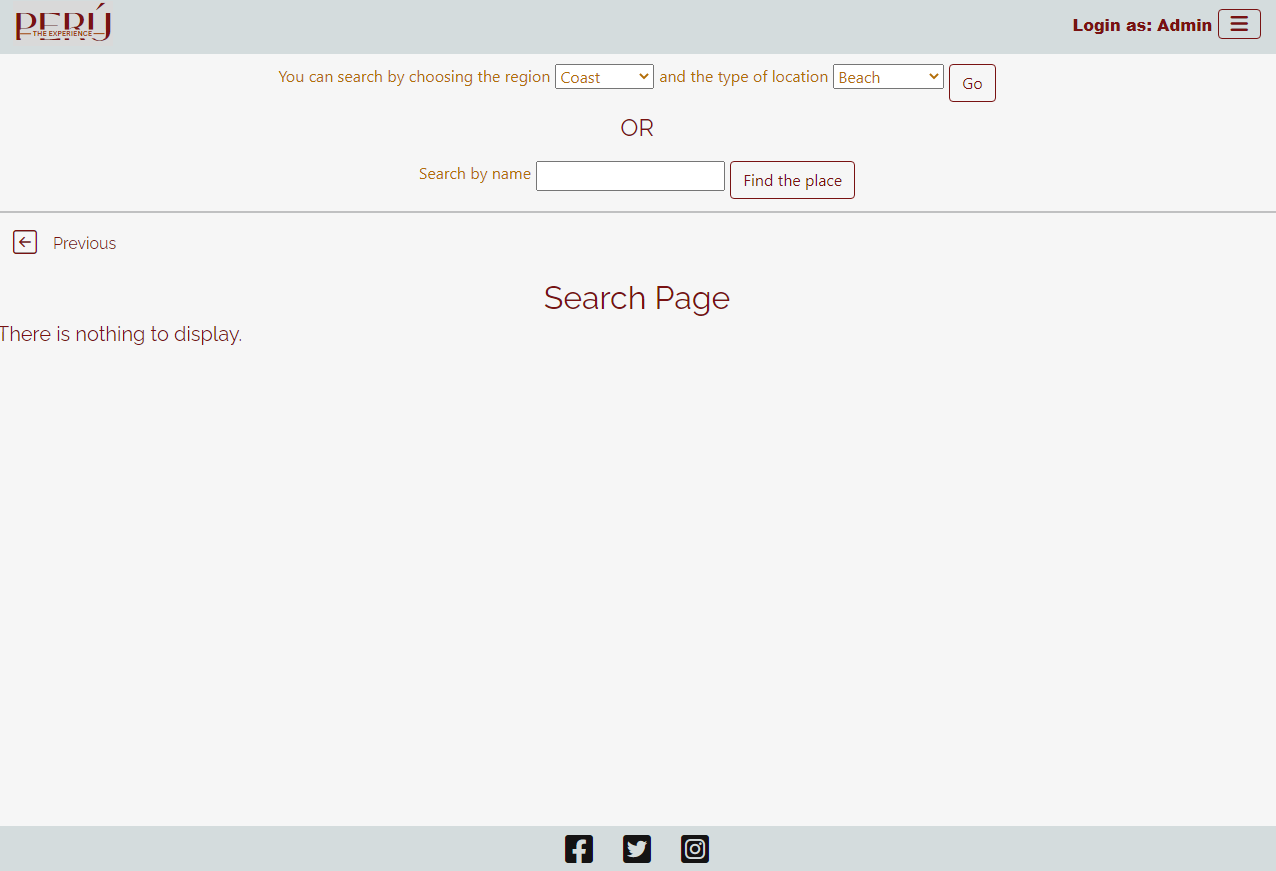 PERÚ
THE EXPERIENCE
Login as: Admin
You can search by choosing the region Coast and the type of location Beach Go
OR
Search by name Find the place
Previous
Search Page
There is nothing to display.